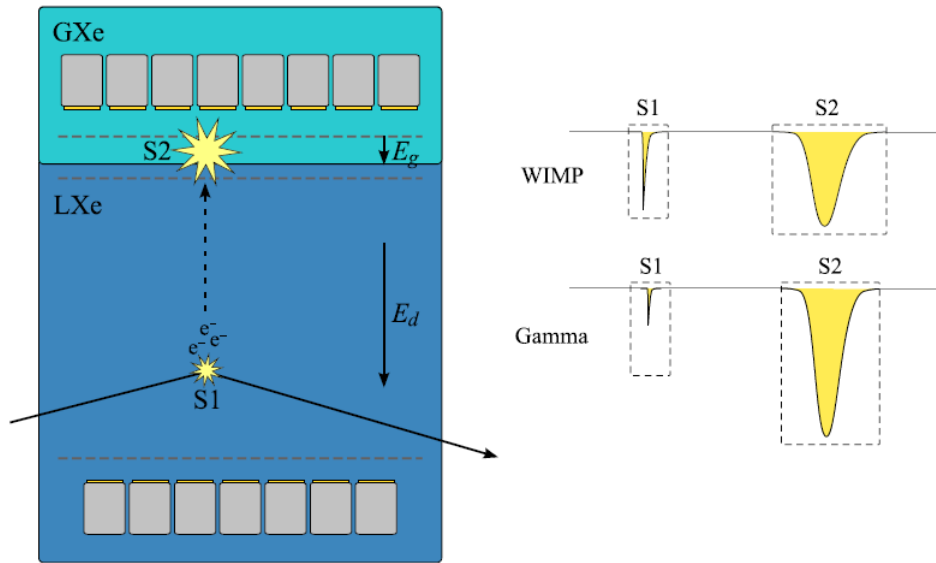 GXe
S2
E_g
LXe
E_d
e⁻
e⁻ e⁻
S1
S1
S2
WIMP
S1
S2
Gamma